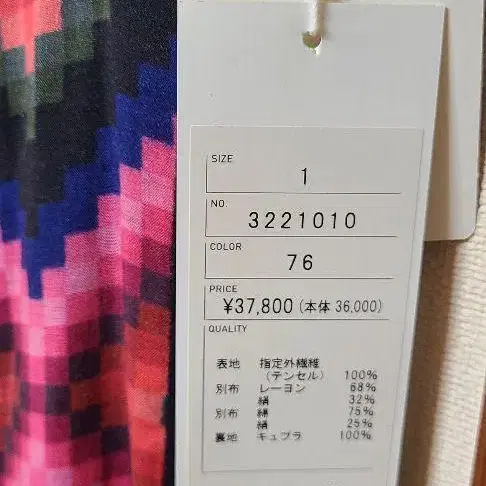 SIZE
1
NO.
3221010
COLOR
76
PRICE
¥37,800 (本体 36,000)
QUALITY
表地 指定外繊維
(テンセル) 100%
別布 レーヨン 68%
絹 32%
別布 綿 75%
絹 25%
裏地 キュプラ 100%